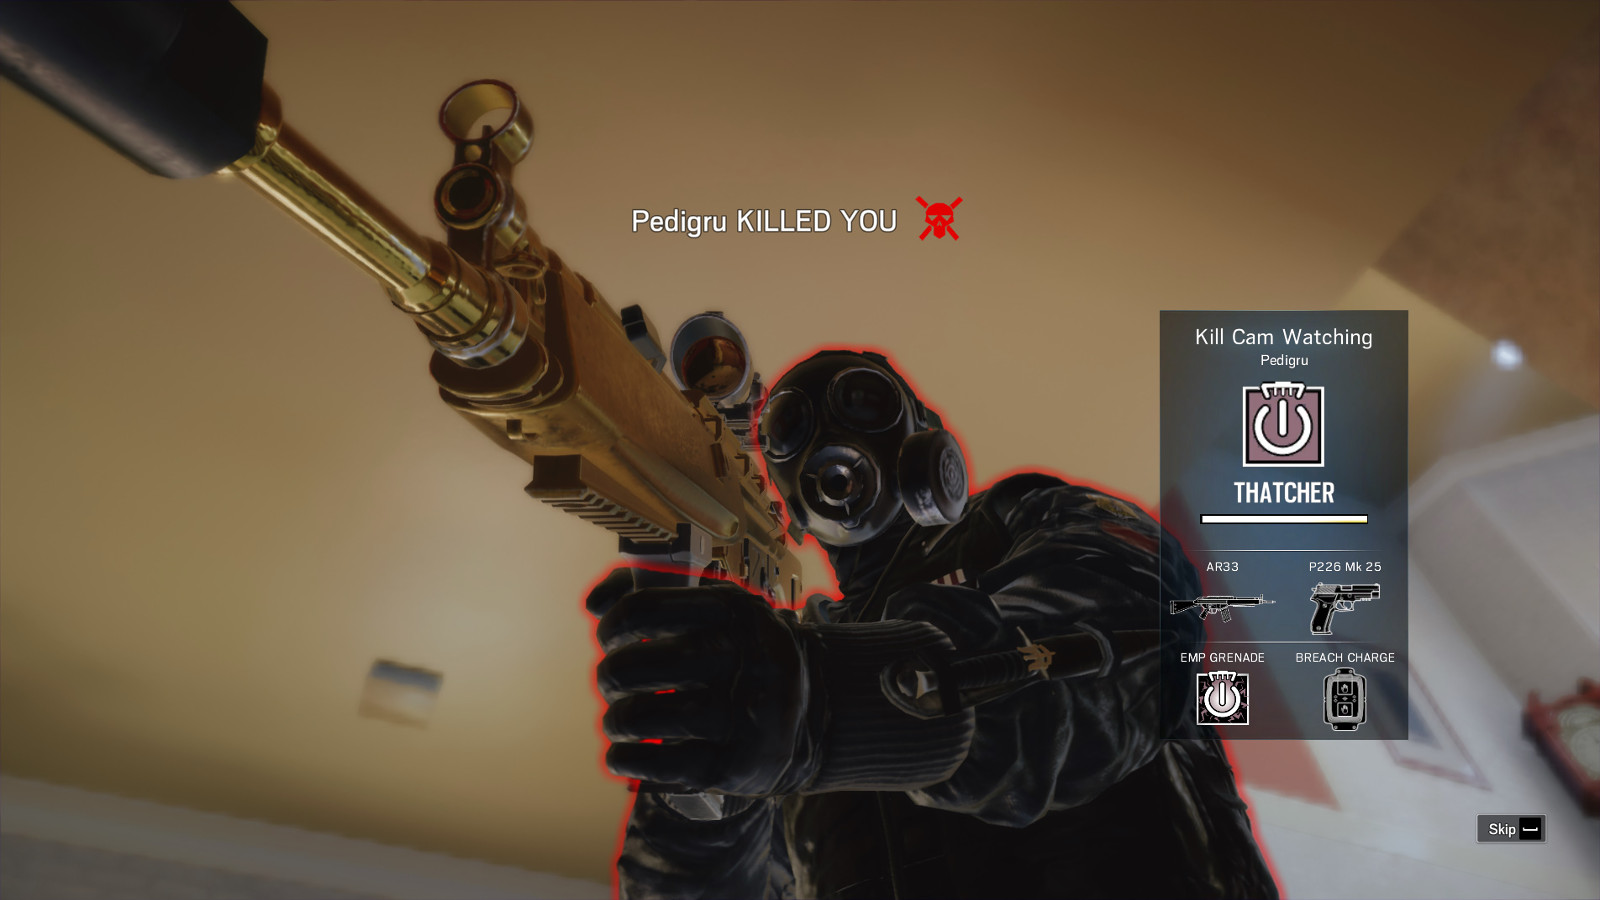 Pedigru KILLED YOU
Kill Cam Watching
Pedigru
THATCHER
AR33
P226 Mk 25
EMP GRENADE
BREACH CHARGE
Skip